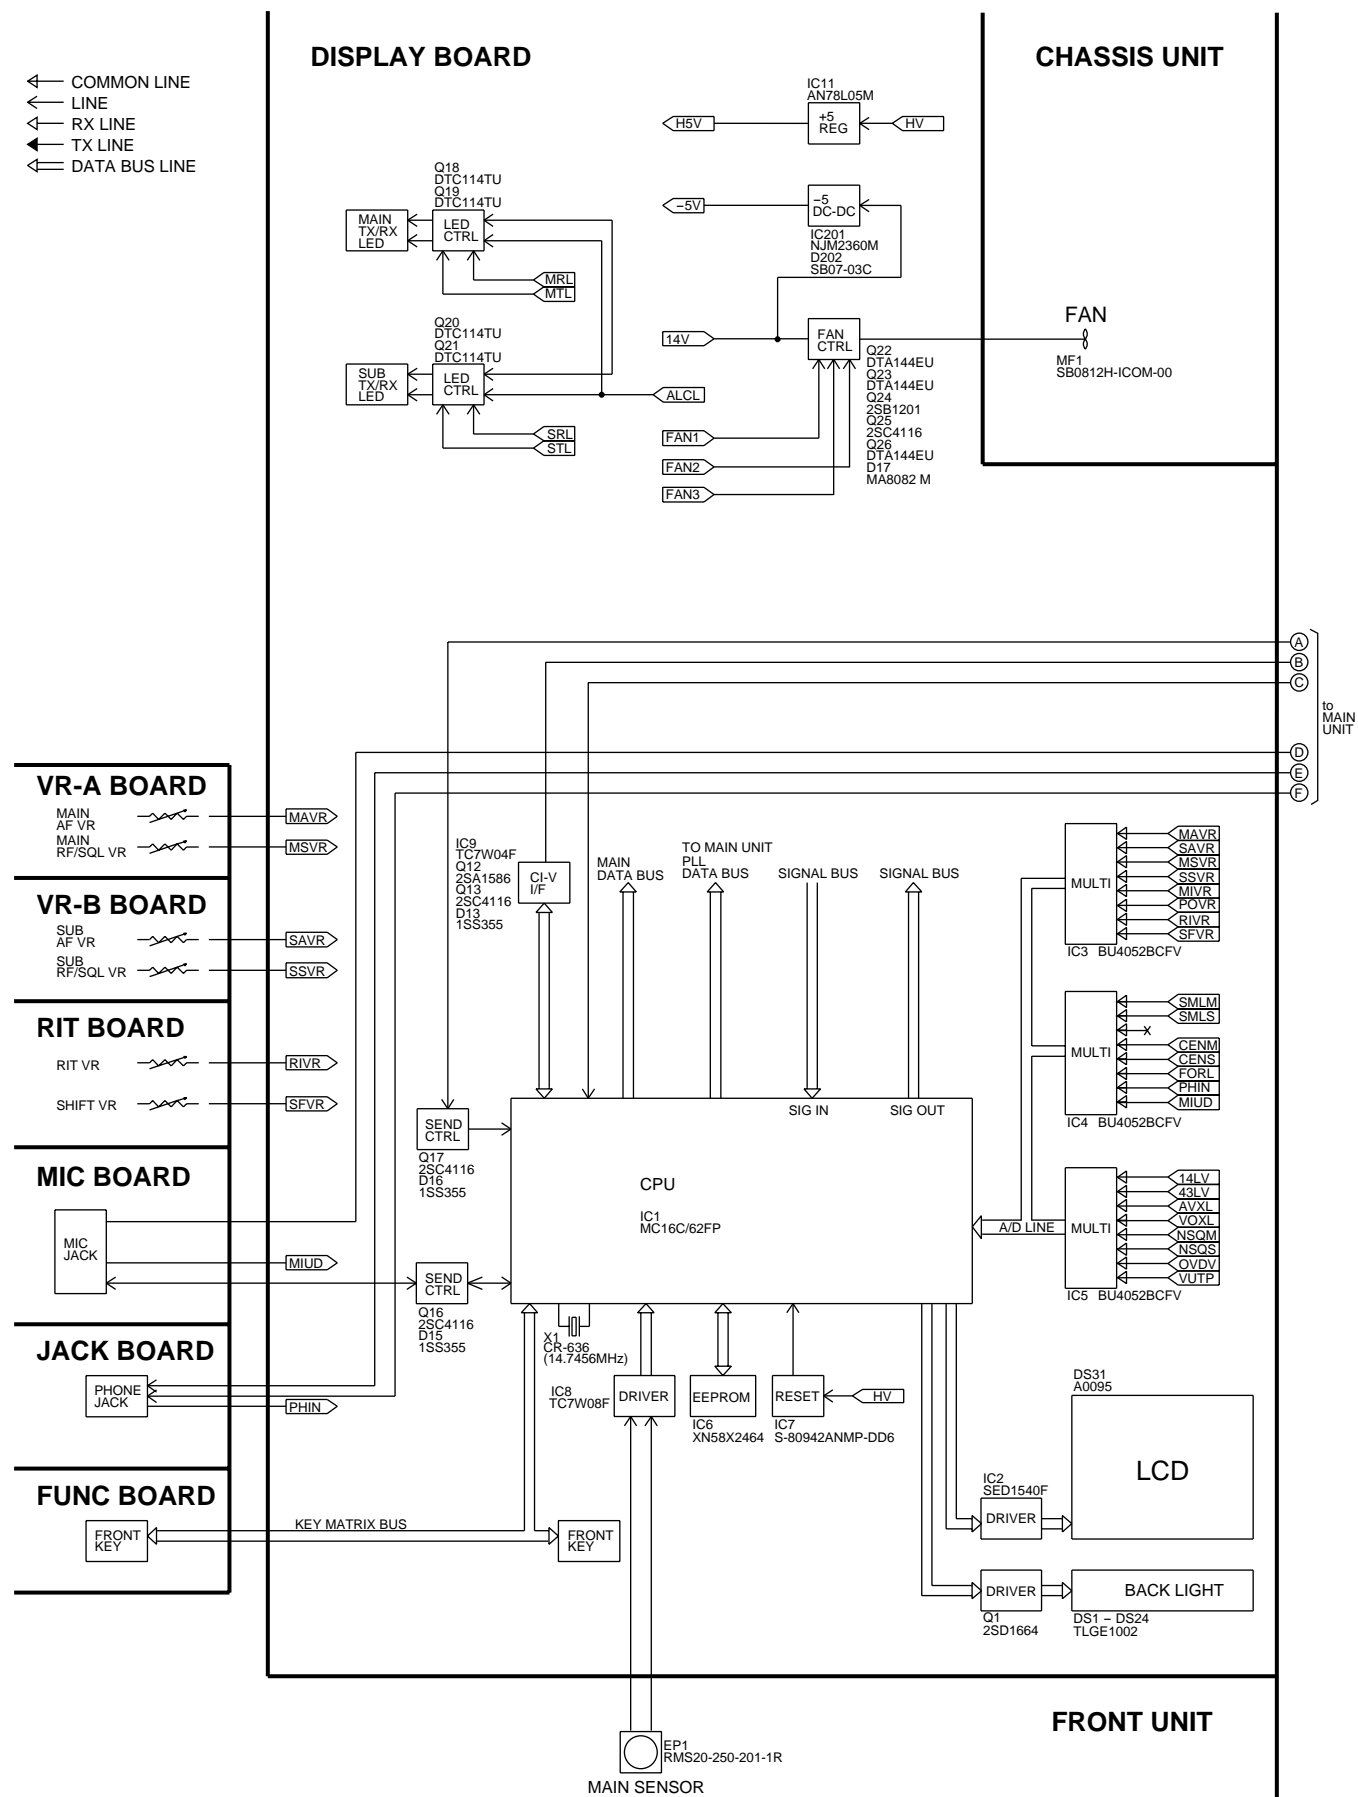 DISPLAY BOARD
CHASSIS UNIT
COMMON LINE
LINE
RX LINE
TX LINE
DATA BUS LINE
IC11
AN78L05M
H5V
+5
REG
HV
Q18
DTC114TU
Q19
DTC114TU
MAIN
TX/RX
LED
LED
CTRL
MRL
MTL
−5V
−5
DC-DC
IC201
NJM2360M
D202
SB07-03C
Q20
DTC114TU
Q21
DTC114TU
SUB
TX/RX
LED
LED
CTRL
ALCL
SRL
STL
14V
FAN
CTRL
FAN1
FAN2
FAN3
Q22
DTA144EU
Q23
DTA144EU
Q24
2SB1201
Q25
2SC4116
Q26
DTA144EU
D17
MA8082 M
FAN
MF1
SB0812H-ICOM-00
A
B
C
D
E
F
to
MAIN
UNIT
VR-A BOARD
MAIN
AF VR
MAVR
MAIN
RF/SQL VR
MSVR
VR-B BOARD
SUB
AF VR
SAVR
SUB
RF/SQL VR
SSVR
RIT BOARD
RIT VR
RIVR
SHIFT VR
SFVR
MIC BOARD
MIC
JACK
MIUD
JACK BOARD
PHONE
JACK
PHIN
FUNC BOARD
FRONT
KEY
KEY MATRIX BUS
FRONT
KEY
IC9
TC7W04F
Q12
2SA1586
Q13
2SC4116
D13
1SS355
CI-V
I/F
MAIN
DATA BUS
TO MAIN UNIT
PLL
DATA BUS
SIGNAL BUS
SIGNAL BUS
SIG IN
SIG OUT
SEND
CTRL
Q17
2SC4116
D16
1SS355
CPU
IC1
MC16C/62FP
SEND
CTRL
Q16
2SC4116
D15
1SS355
X1
CR-636
(14.7456MHz)
A/D LINE
MULTI
MAVR
SAVR
MSVR
SSVR
MIVR
POVR
RIVR
SFVR
IC3 BU4052BCFV
MULTI
SMLM
SMLS
X
CENM
CENS
FORL
PHIN
MIUD
IC4 BU4052BCFV
MULTI
14LV
43LV
AVXL
VOXL
NSQM
NSQS
OVDV
VUTP
IC5 BU4052BCFV
IC8
TC7W08F
DRIVER
EEPROM
IC6
XN58X2464
RESET
HV
IC7
S-80942ANMP-DD6
DS31
A0095
LCD
IC2
SED1540F
DRIVER
DRIVER
Q1
2SD1664
BACK LIGHT
DS1 − DS24
TLGE1002
FRONT UNIT
EP1
RMS20-250-201-1R
MAIN SENSOR